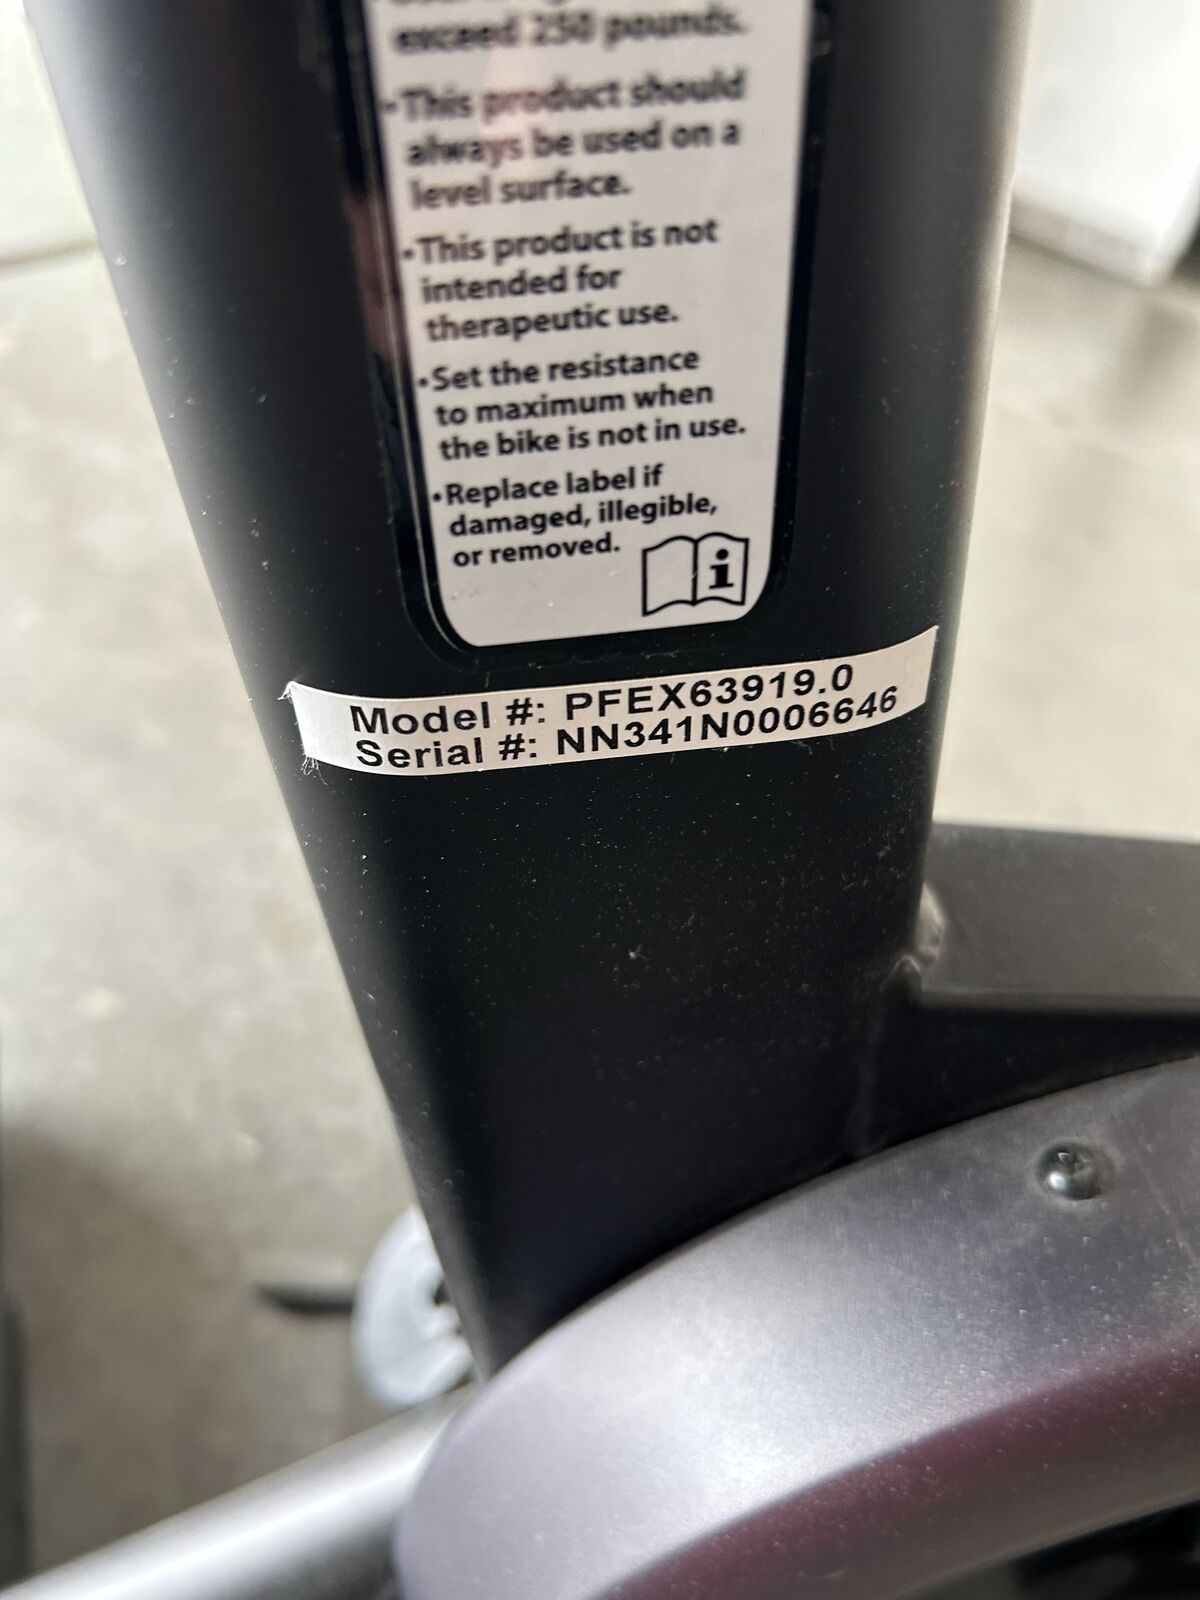 exceed 250 pounds.
•This product should
always be used on a
level surface.
•This product is not
intended for
therapeutic use.
•Set the resistance
to maximum when
the bike is not in use.
•Replace label if
damaged, illegible,
or removed.
i
Model #: PFEX63919.0
Serial #: NN341N0006646